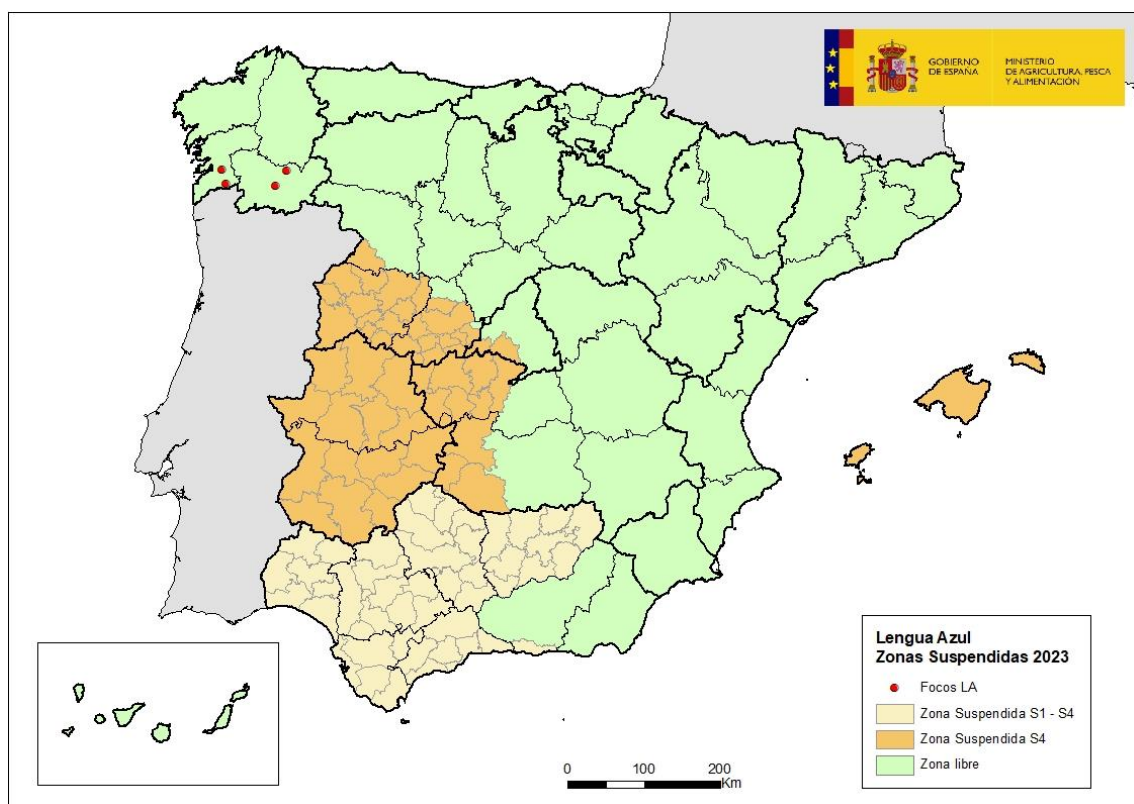 GOBIERNO
DE ESPAÑA
MINISTERIO
DE AGRICULTURA, PESCA
Y ALIMENTACIÓN
Lengua Azul
Zonas Suspendidas 2023
Focos LA
Zona Suspendida S1 - S4
Zona Suspendida S4
Zona libre
0 100 200
Km